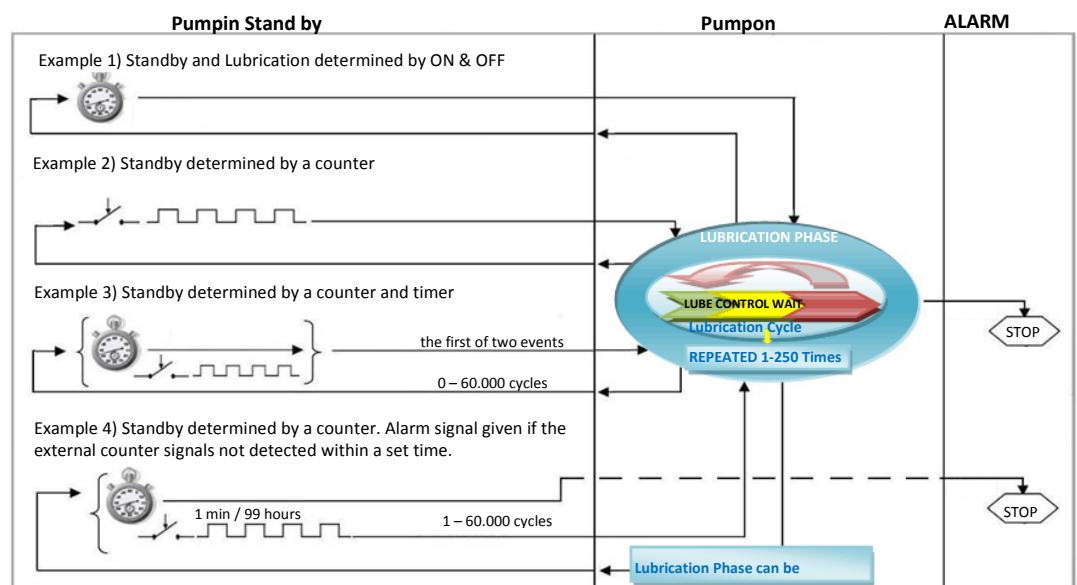 Pumpin Stand by
Pumpon
ALARM
Example 1) Standby and Lubrication determined by ON & OFF
Example 2) Standby determined by a counter
LUBRICATION PHASE
Example 3) Standby determined by a counter and timer
LUBE CONTROL WAIT
Lubrication Cycle
STOP
the first of two events
REPEATED 1-250 Times
0 – 60.000 cycles
Example 4) Standby determined by a counter. Alarm signal given if the
external counter signals not detected within a set time.
1 min / 99 hours
1 – 60.000 cycles
STOP
Lubrication Phase can be